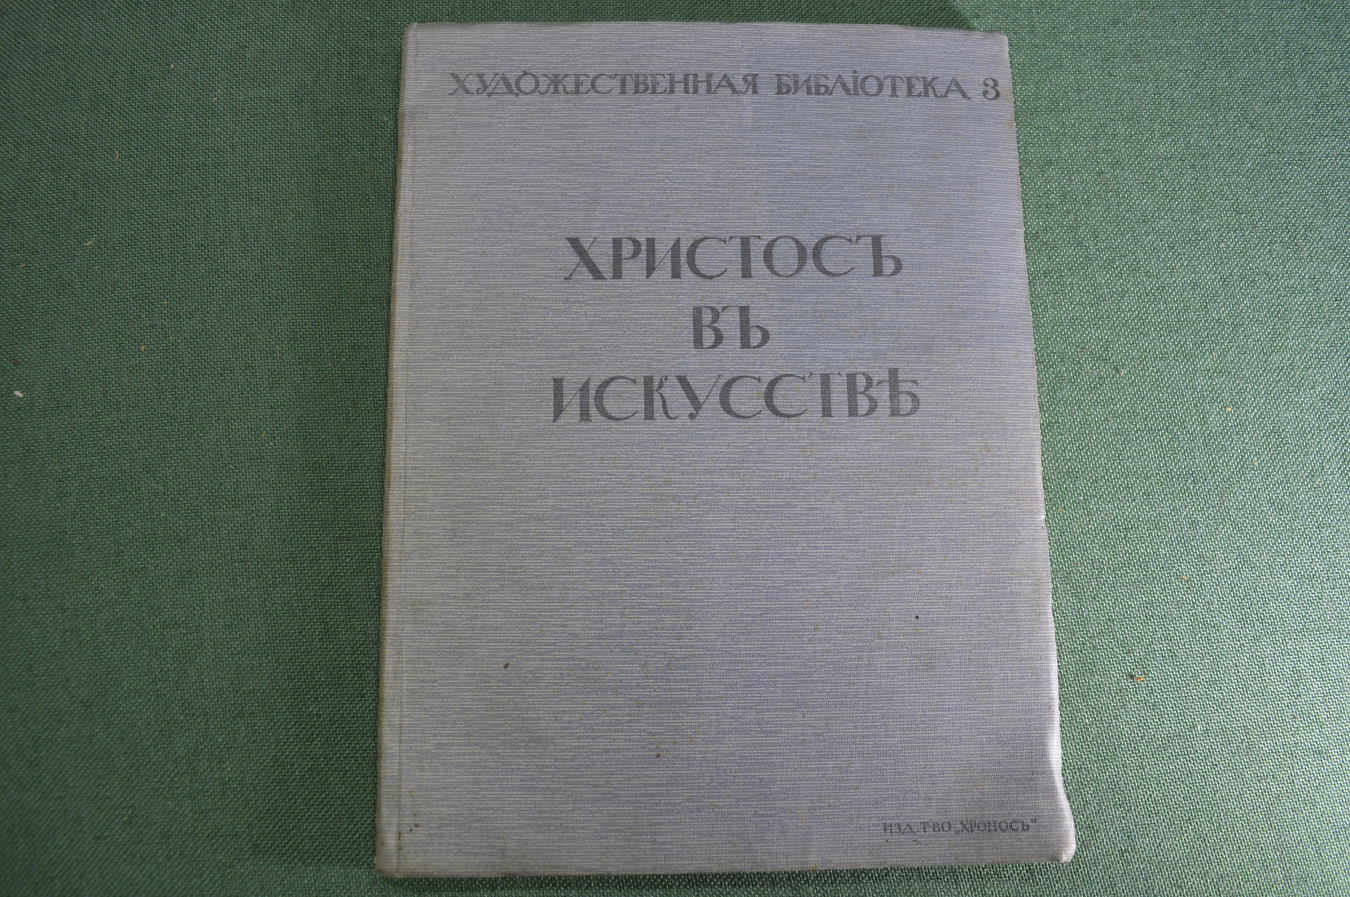 ХУДОЖЕСТВЕННАЯ БИБЛІОТЕКА 3
ХРИСТОСЪ
ВЪ
ИСКУССТВѢ
ИЗД. Т-ВО „ХРОНОСЪ“